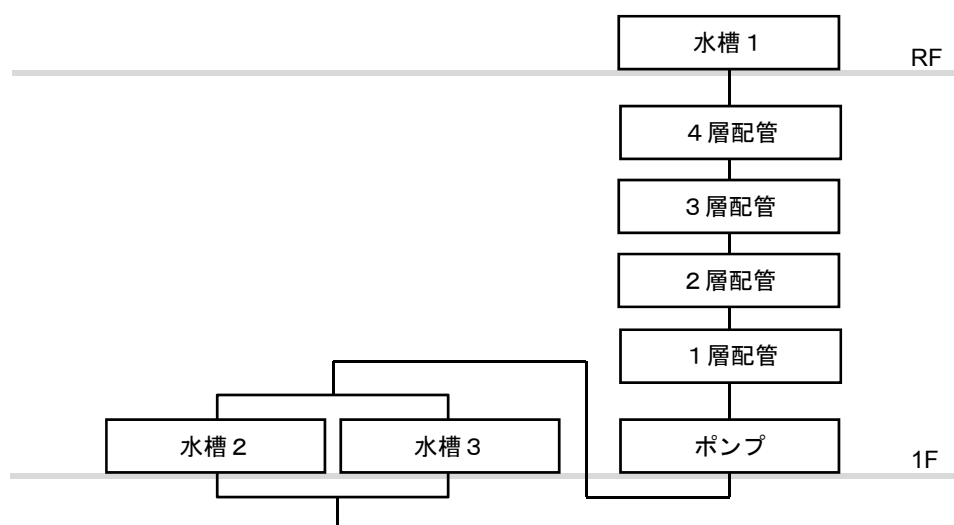 水槽１
RF
４層配管
３層配管
２層配管
１層配管
水槽２
水槽３
ポンプ
1F